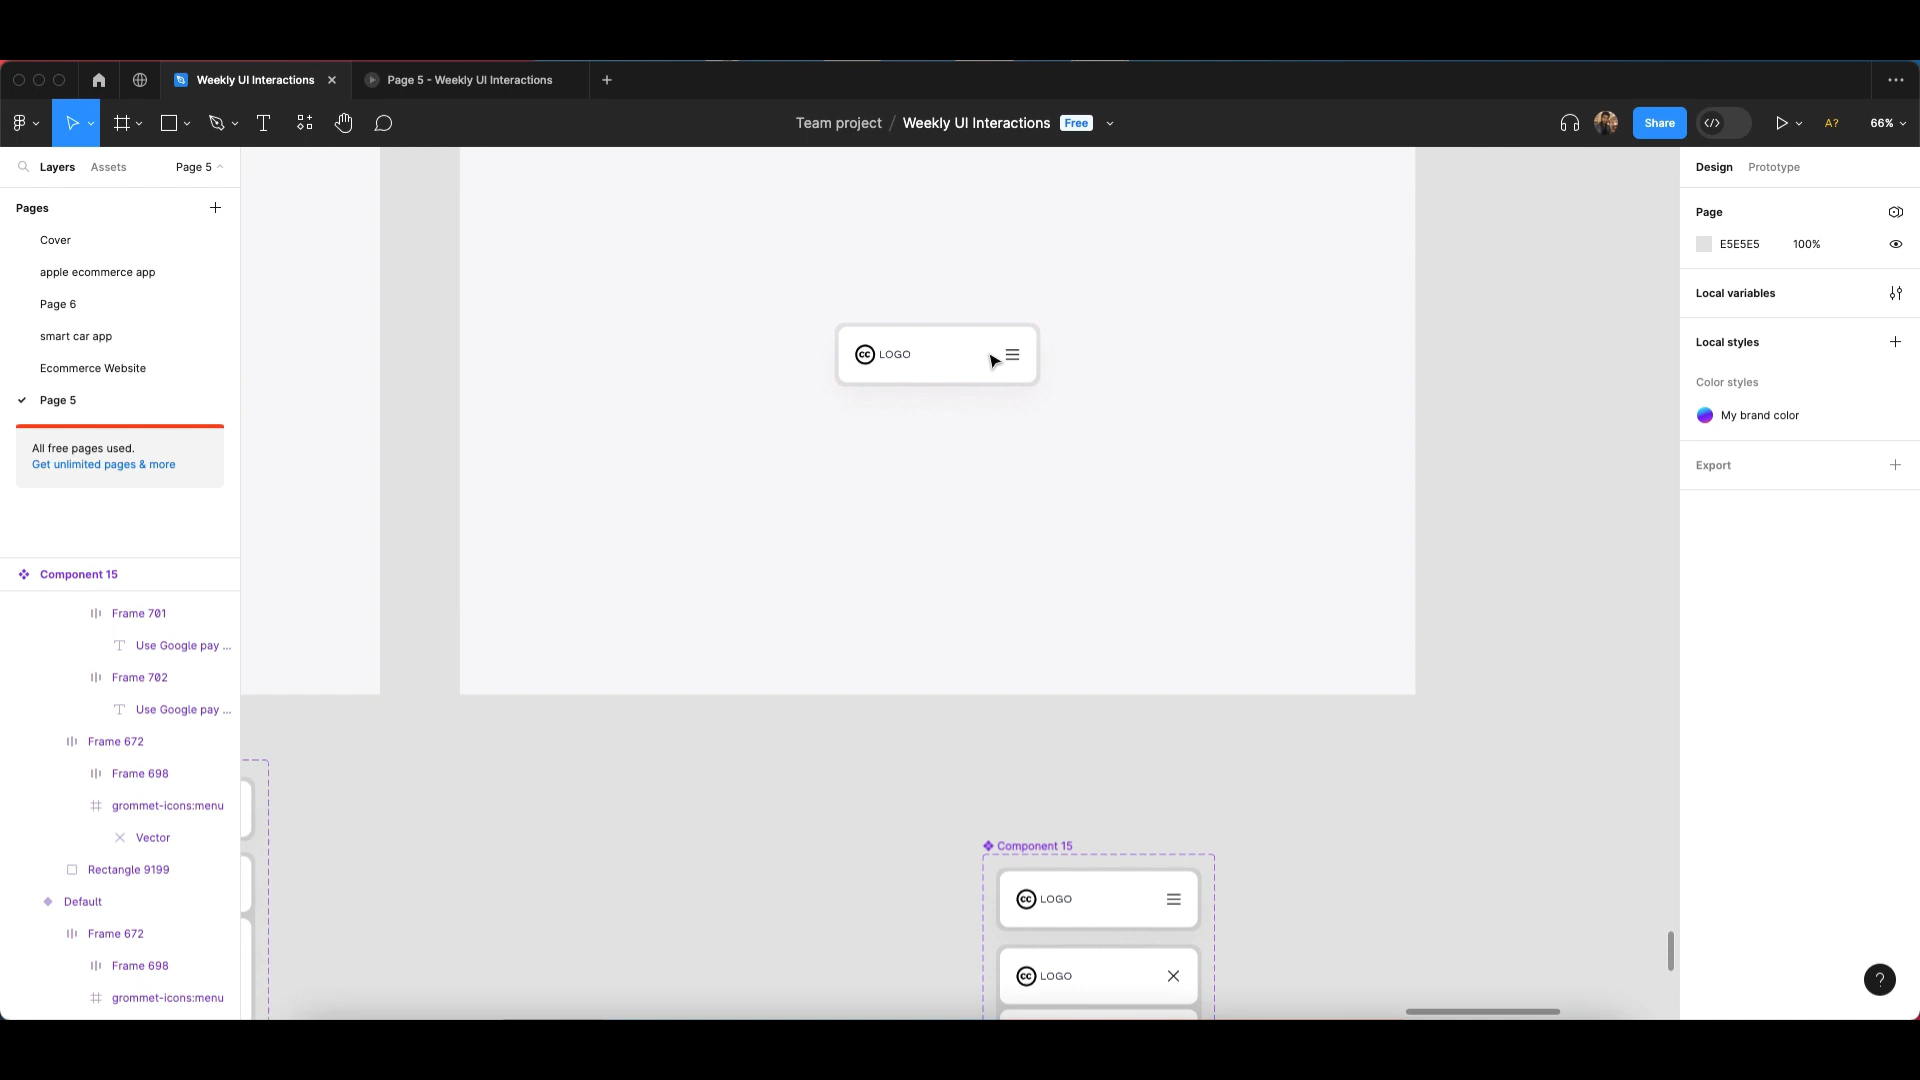 Weekly UI Interactions
Page 5 - Weekly UI Interactions
Team project / Weekly UI Interactions Free
Share
A?
66%
Layers
Assets
Page 5
Pages
Cover
apple ecommerce app
Page 6
smart car app
Ecommerce Website
Page 5
All free pages used.
Get unlimited pages & more
Component 15
Frame 701
Use Google pay ...
Frame 702
Use Google pay ...
Frame 672
Frame 698
grommet-icons:menu
Vector
Rectangle 9199
Default
Frame 672
Frame 698
grommet-icons:menu
cc LOGO
Component 15
cc LOGO
cc LOGO
Design
Prototype
Page
E5E5E5
100%
Local variables
Local styles
Color styles
My brand color
Export
?